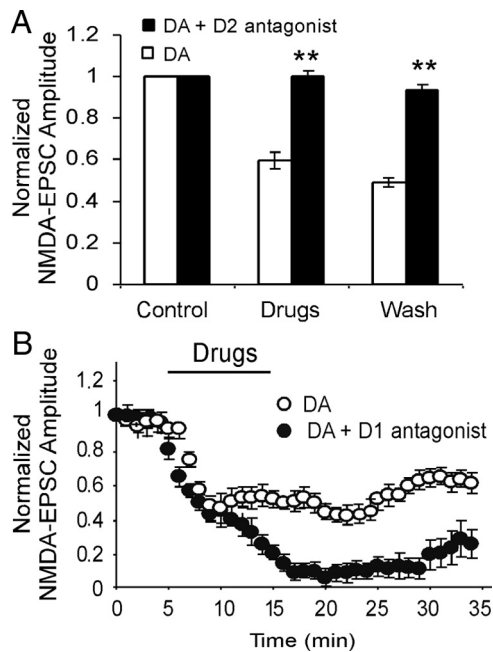 A
DA + D2 antagonist
DA
Normalized
NMDA-EPSC Amplitude
1.2
1
0.8
0.6
0.4
0.2
0
**
**
Control Drugs Wash
B
Drugs
DA
DA + D1 antagonist
Normalized
NMDA-EPSC Amplitude
1.2
1
0.8
0.6
0.4
0.2
0
0 5 10 15 20 25 30 35
Time (min)